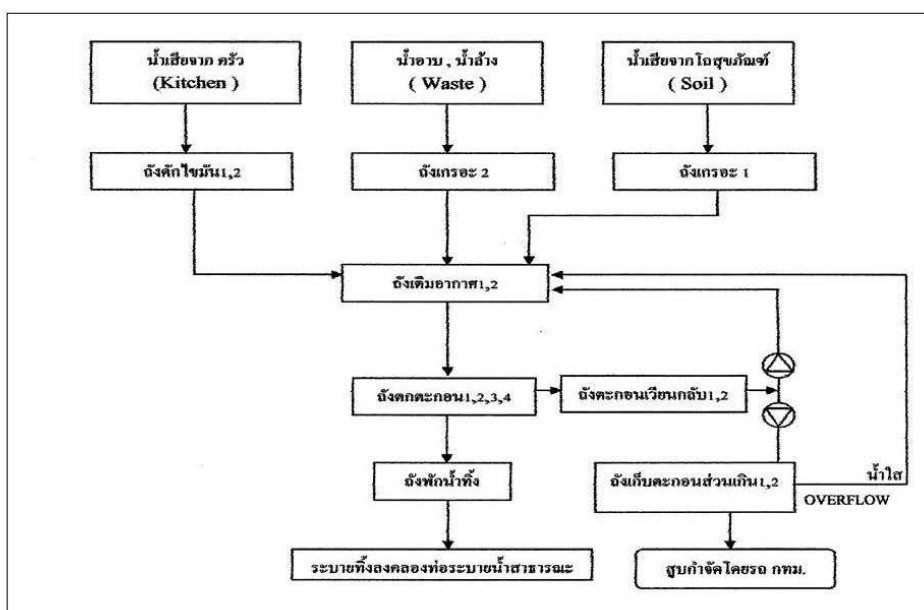 น้ำเสียจาก ครัว
(Kitchen )
น้ำอาบ , น้ำล้าง
( Waste )
น้ำเสียจากโถสุขภัณฑ์
( Soil )
ถังดักไขมัน1,2
ถังเกรอะ 2
ถังเกรอะ 1
ถังเติมอากาศ1,2
ถังตกตะกอน1,2,3,4
ถังตะกอนเวียนกลับ1,2
ถังพักน้ำทิ้ง
ถังเก็บตะกอนส่วนเกิน1,2
น้ำใส
OVERFLOW
ระบายทิ้งลงคลองท่อระบายน้ำสาธารณะ
สูบกำจัดโดยรถ กทม.